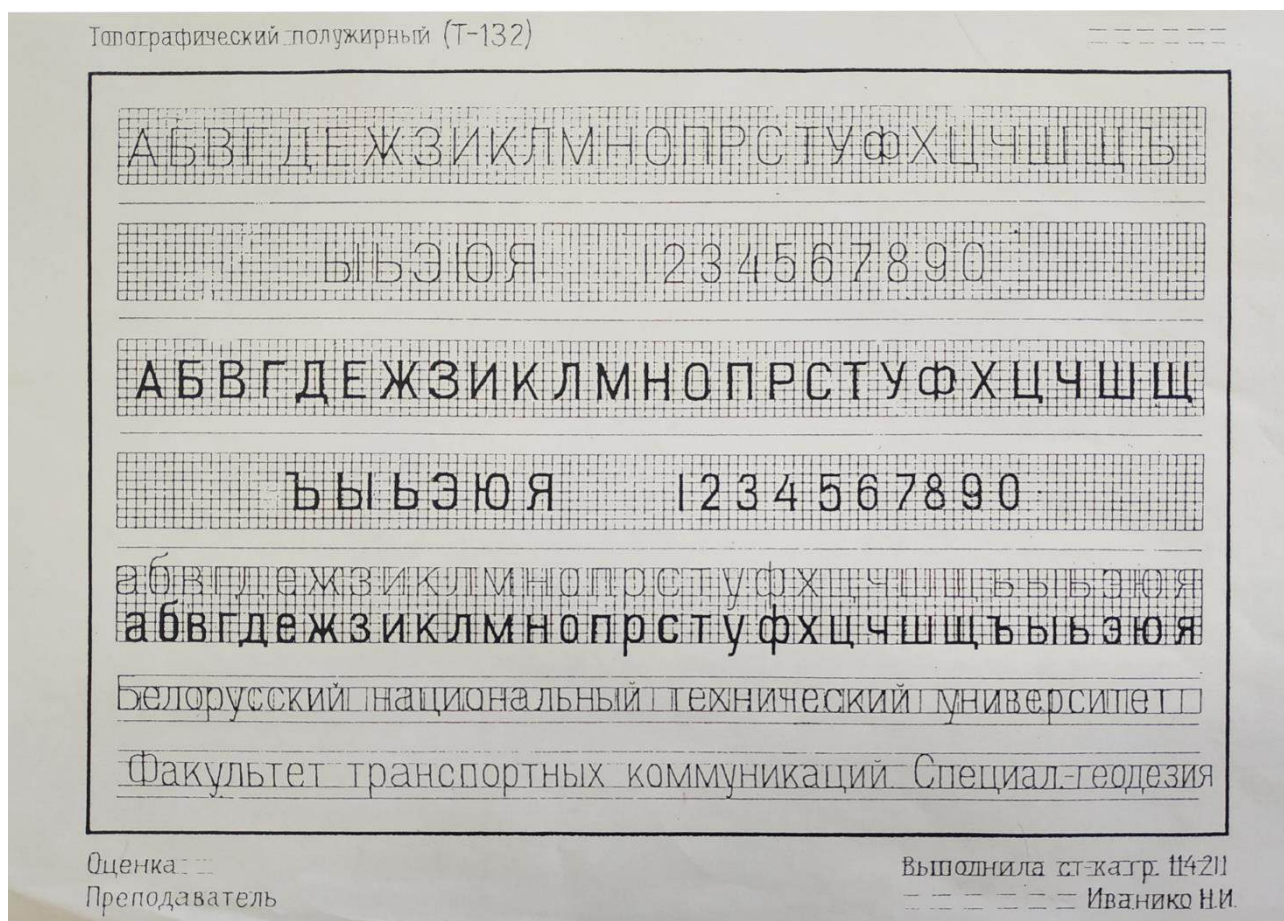 Топографический полужирный (Т-132)
АБВГДЕЖЗИКЛМНОПРСТУФХЦЧШЩЪ
ЫЬЭЮЯ 1234567890
АБВГДЕЖЗИКЛМНОПРСТУФХЦЧШЩ
ЪЫЬЭЮЯ 1234567890
абвгдежзиклмнопрстуфхцчшщъыьэюя
абвгдежзиклмнопрстуфхцчшщъыьэюя
Белорусский национальный технический университет
Факультет транспортных коммуникаций Специал.-геодезия
Оценка
Выполнила ст-ка гр. 114211
Преподаватель
Иванико Н.И.